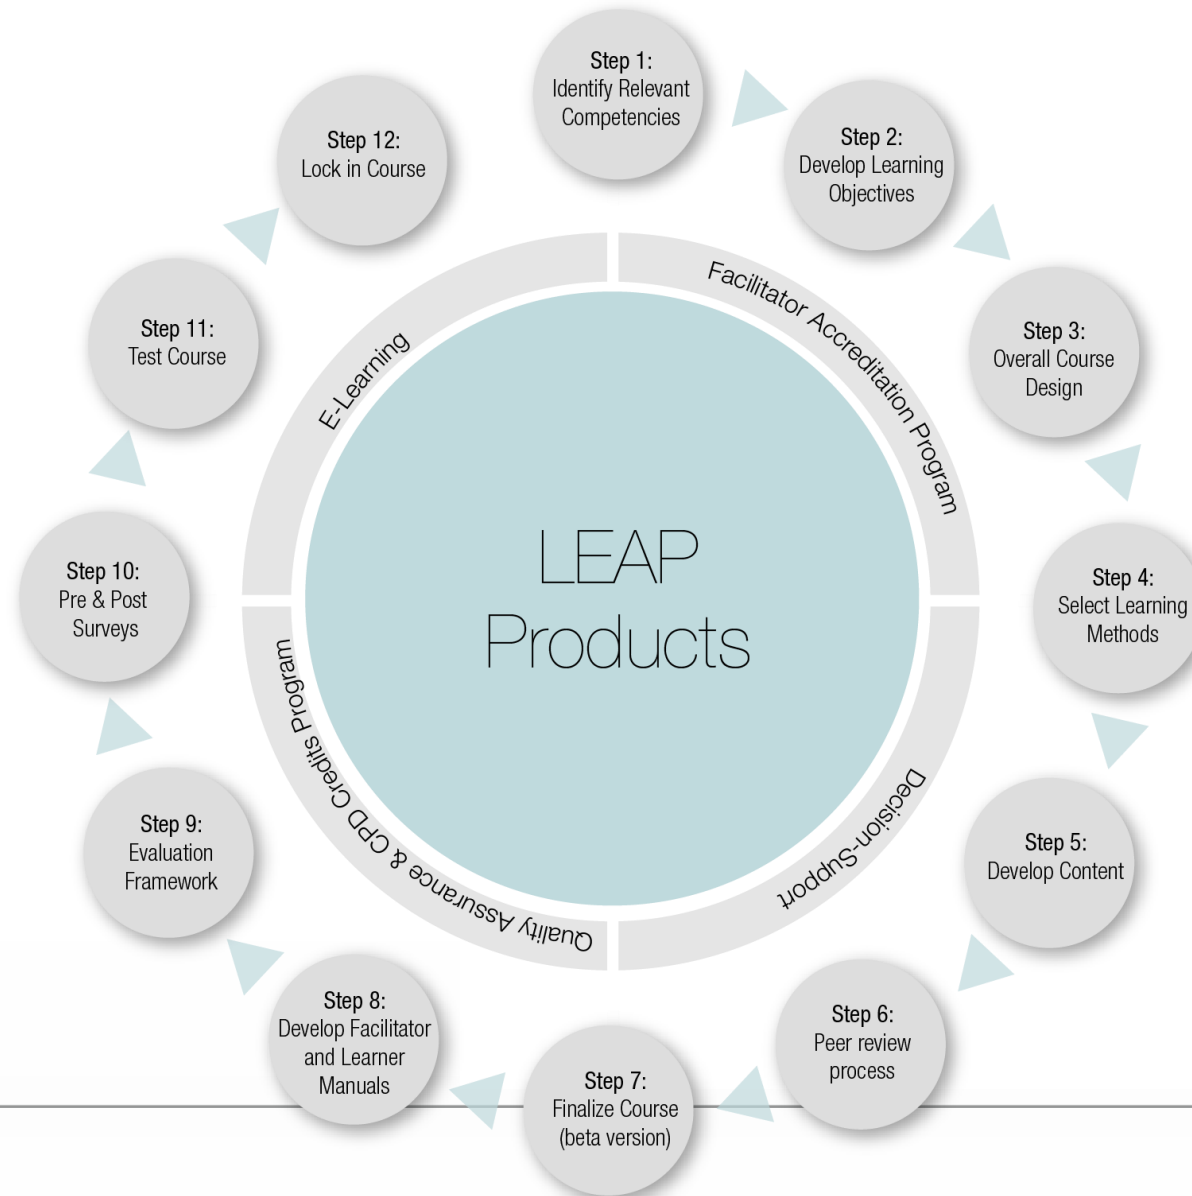 Step 1:
Identify Relevant
Competencies
Step 2:
Develop Learning
Objectives
Step 3:
Overall Course
Design
Step 4:
Select Learning
Methods
Step 5:
Develop Content
Step 6:
Peer review
process
Step 7:
Finalize Course
(beta version)
Step 8:
Develop Facilitator
and Learner
Manuals
Step 9:
Evaluation
Framework
Step 10:
Pre & Post
Surveys
Step 11:
Test Course
Step 12:
Lock in Course
Facilitator Accreditation Program
Decision-Support
Quality Assurance & CPD Credits Program
E-Learning
LEAP
Products